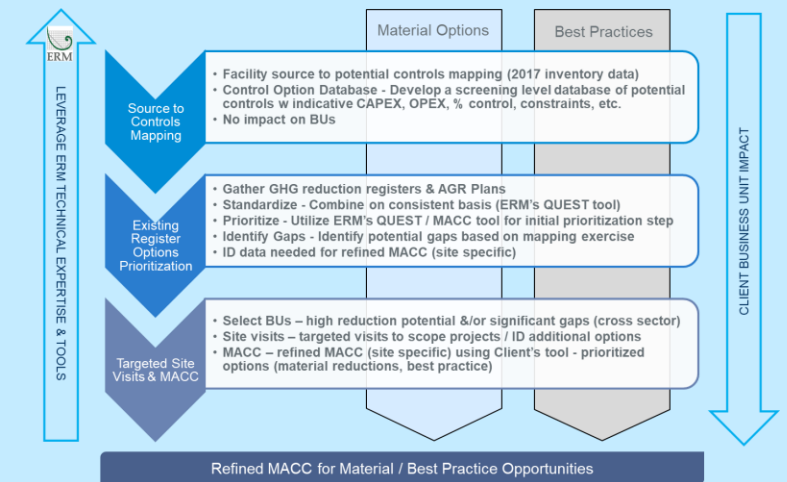 ERM
LEVERAGE ERM TECHNICAL EXPERTISE & TOOLS
Material Options
Best Practices
Source to
Controls
Mapping
• Facility source to potential controls mapping (2017 inventory data)
• Control Option Database - Develop a screening level database of potential
controls w indicative CAPEX, OPEX, % control, constraints, etc.
• No impact on BUs
Existing
Register
Options
Prioritization
• Gather GHG reduction registers & AGR Plans
• Standardize - Combine on consistent basis (ERM's QUEST tool)
• Prioritize - Utilize ERM's QUEST / MACC tool for initial prioritization step
• Identify Gaps - Identify potential gaps based on mapping exercise
• ID data needed for refined MACC (site specific)
Targeted Site
Visits & MACC
• Select BUs – high reduction potential &/or significant gaps (cross sector)
• Site visits – targeted visits to scope projects / ID additional options
• MACC – refined MACC (site specific) using Client's tool - prioritized
options (material reductions, best practice)
CLIENT BUSINESS UNIT IMPACT
Refined MACC for Material / Best Practice Opportunities